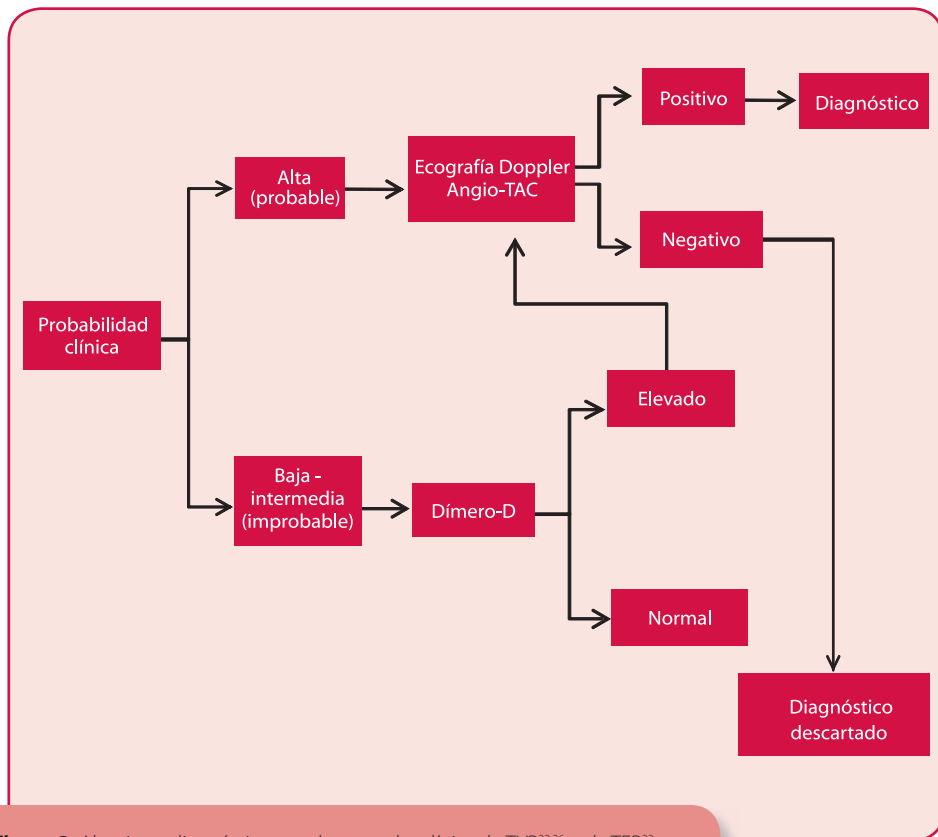 Positivo
Diagnóstico
Alta
(probable)
Ecografía Doppler
Angio-TAC
Negativo
Probabilidad
clínica
Elevado
Baja -
intermedia
(improbable)
Dímero-D
Normal
Diagnóstico
descartado